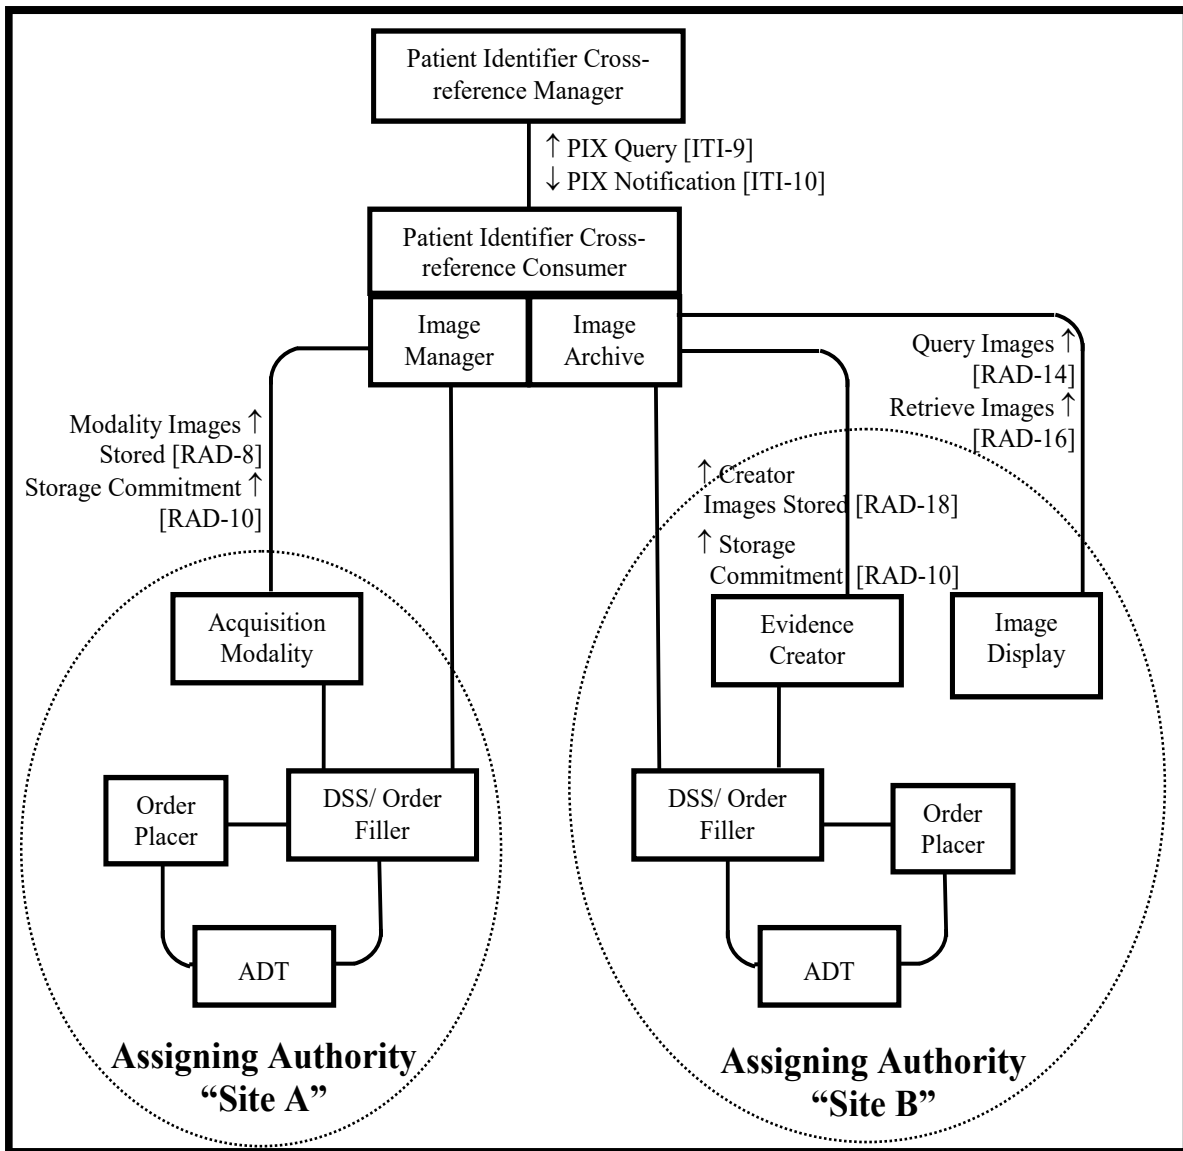 Patient Identifier Cross-
reference Manager
↑ PIX Query [ITI-9]
↓ PIX Notification [ITI-10]
Patient Identifier Cross-
reference Consumer
Image
Manager
Image
Archive
Query Images ↑
[RAD-14]
Retrieve Images ↑
[RAD-16]
Modality Images ↑
Stored [RAD-8]
Storage Commitment ↑
[RAD-10]
↑ Creator
Images Stored [RAD-18]
↑ Storage
Commitment [RAD-10]
Acquisition
Modality
Evidence
Creator
Image
Display
Order
Placer
DSS/ Order
Filler
DSS/ Order
Filler
Order
Placer
ADT
ADT
Assigning Authority
“Site A”
Assigning Authority
“Site B”